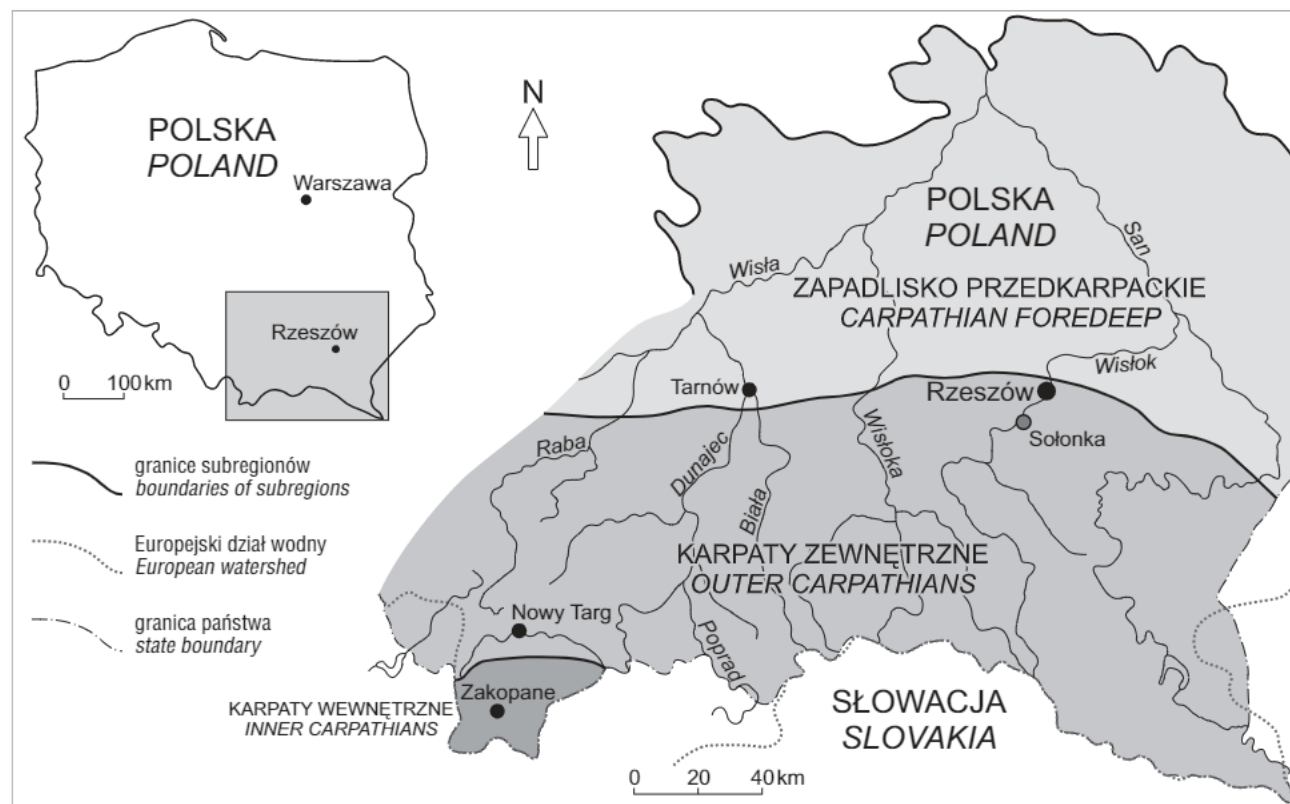 POLSKA
POLAND
Warszawa
Rzeszów
0 100 km
granice subregionów
boundaries of subregions
Europejski dział wodny
European watershed
granica państwa
state boundary
N
POLSKA
POLAND
San
Wisła
ZAPADLISKO PRZEDKARPACKIE
CARPATHIAN FOREDEEP
Wisłok
Tarnów
Rzeszów
Sołonka
Raba
Dunajec
Biała
Wisłoka
KARPATY ZEWNĘTRZNE
OUTER CARPATHIANS
Nowy Targ
Poprad
Zakopane
KARPATY WEWNĘTRZNE
INNER CARPATHIANS
SŁOWACJA
SLOVAKIA
0 20 40 km